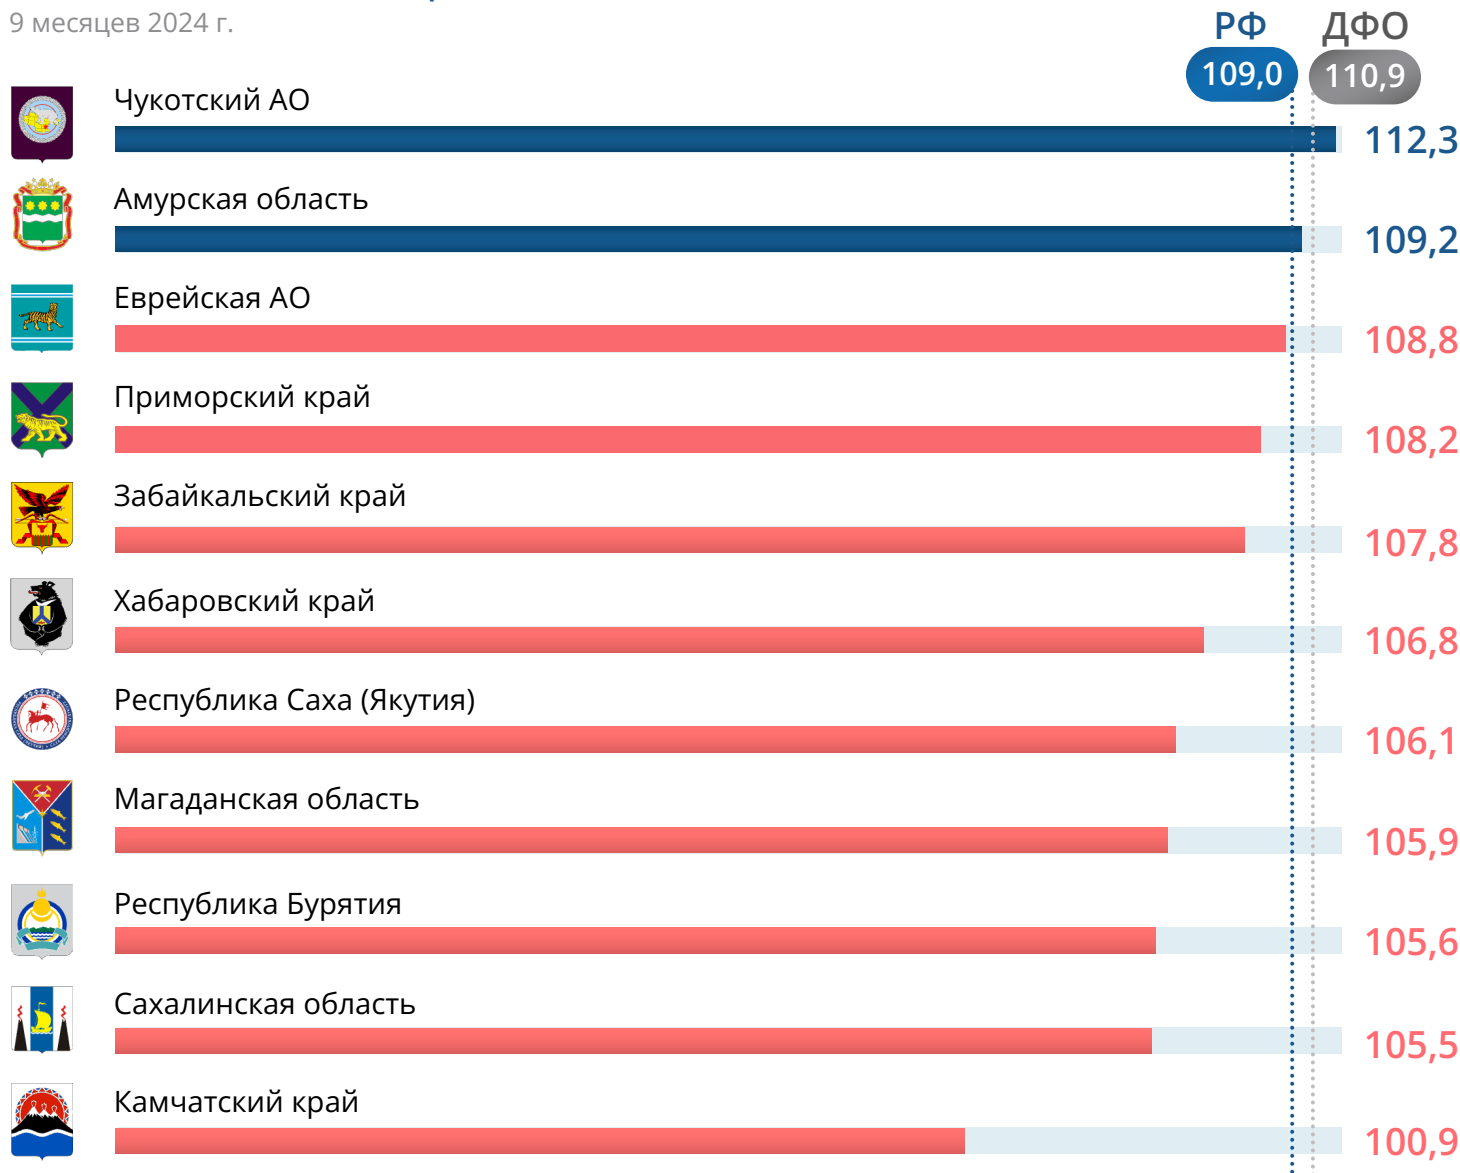 9 месяцев 2024 г.
РФ
ДФО
109,0
110,9
Чукотский АО
112,3
Амурская область
109,2
Еврейская АО
108,8
Приморский край
108,2
Забайкальский край
107,8
Хабаровский край
106,8
Республика Саха (Якутия)
106,1
Магаданская область
105,9
Республика Бурятия
105,6
Сахалинская область
105,5
Камчатский край
100,9